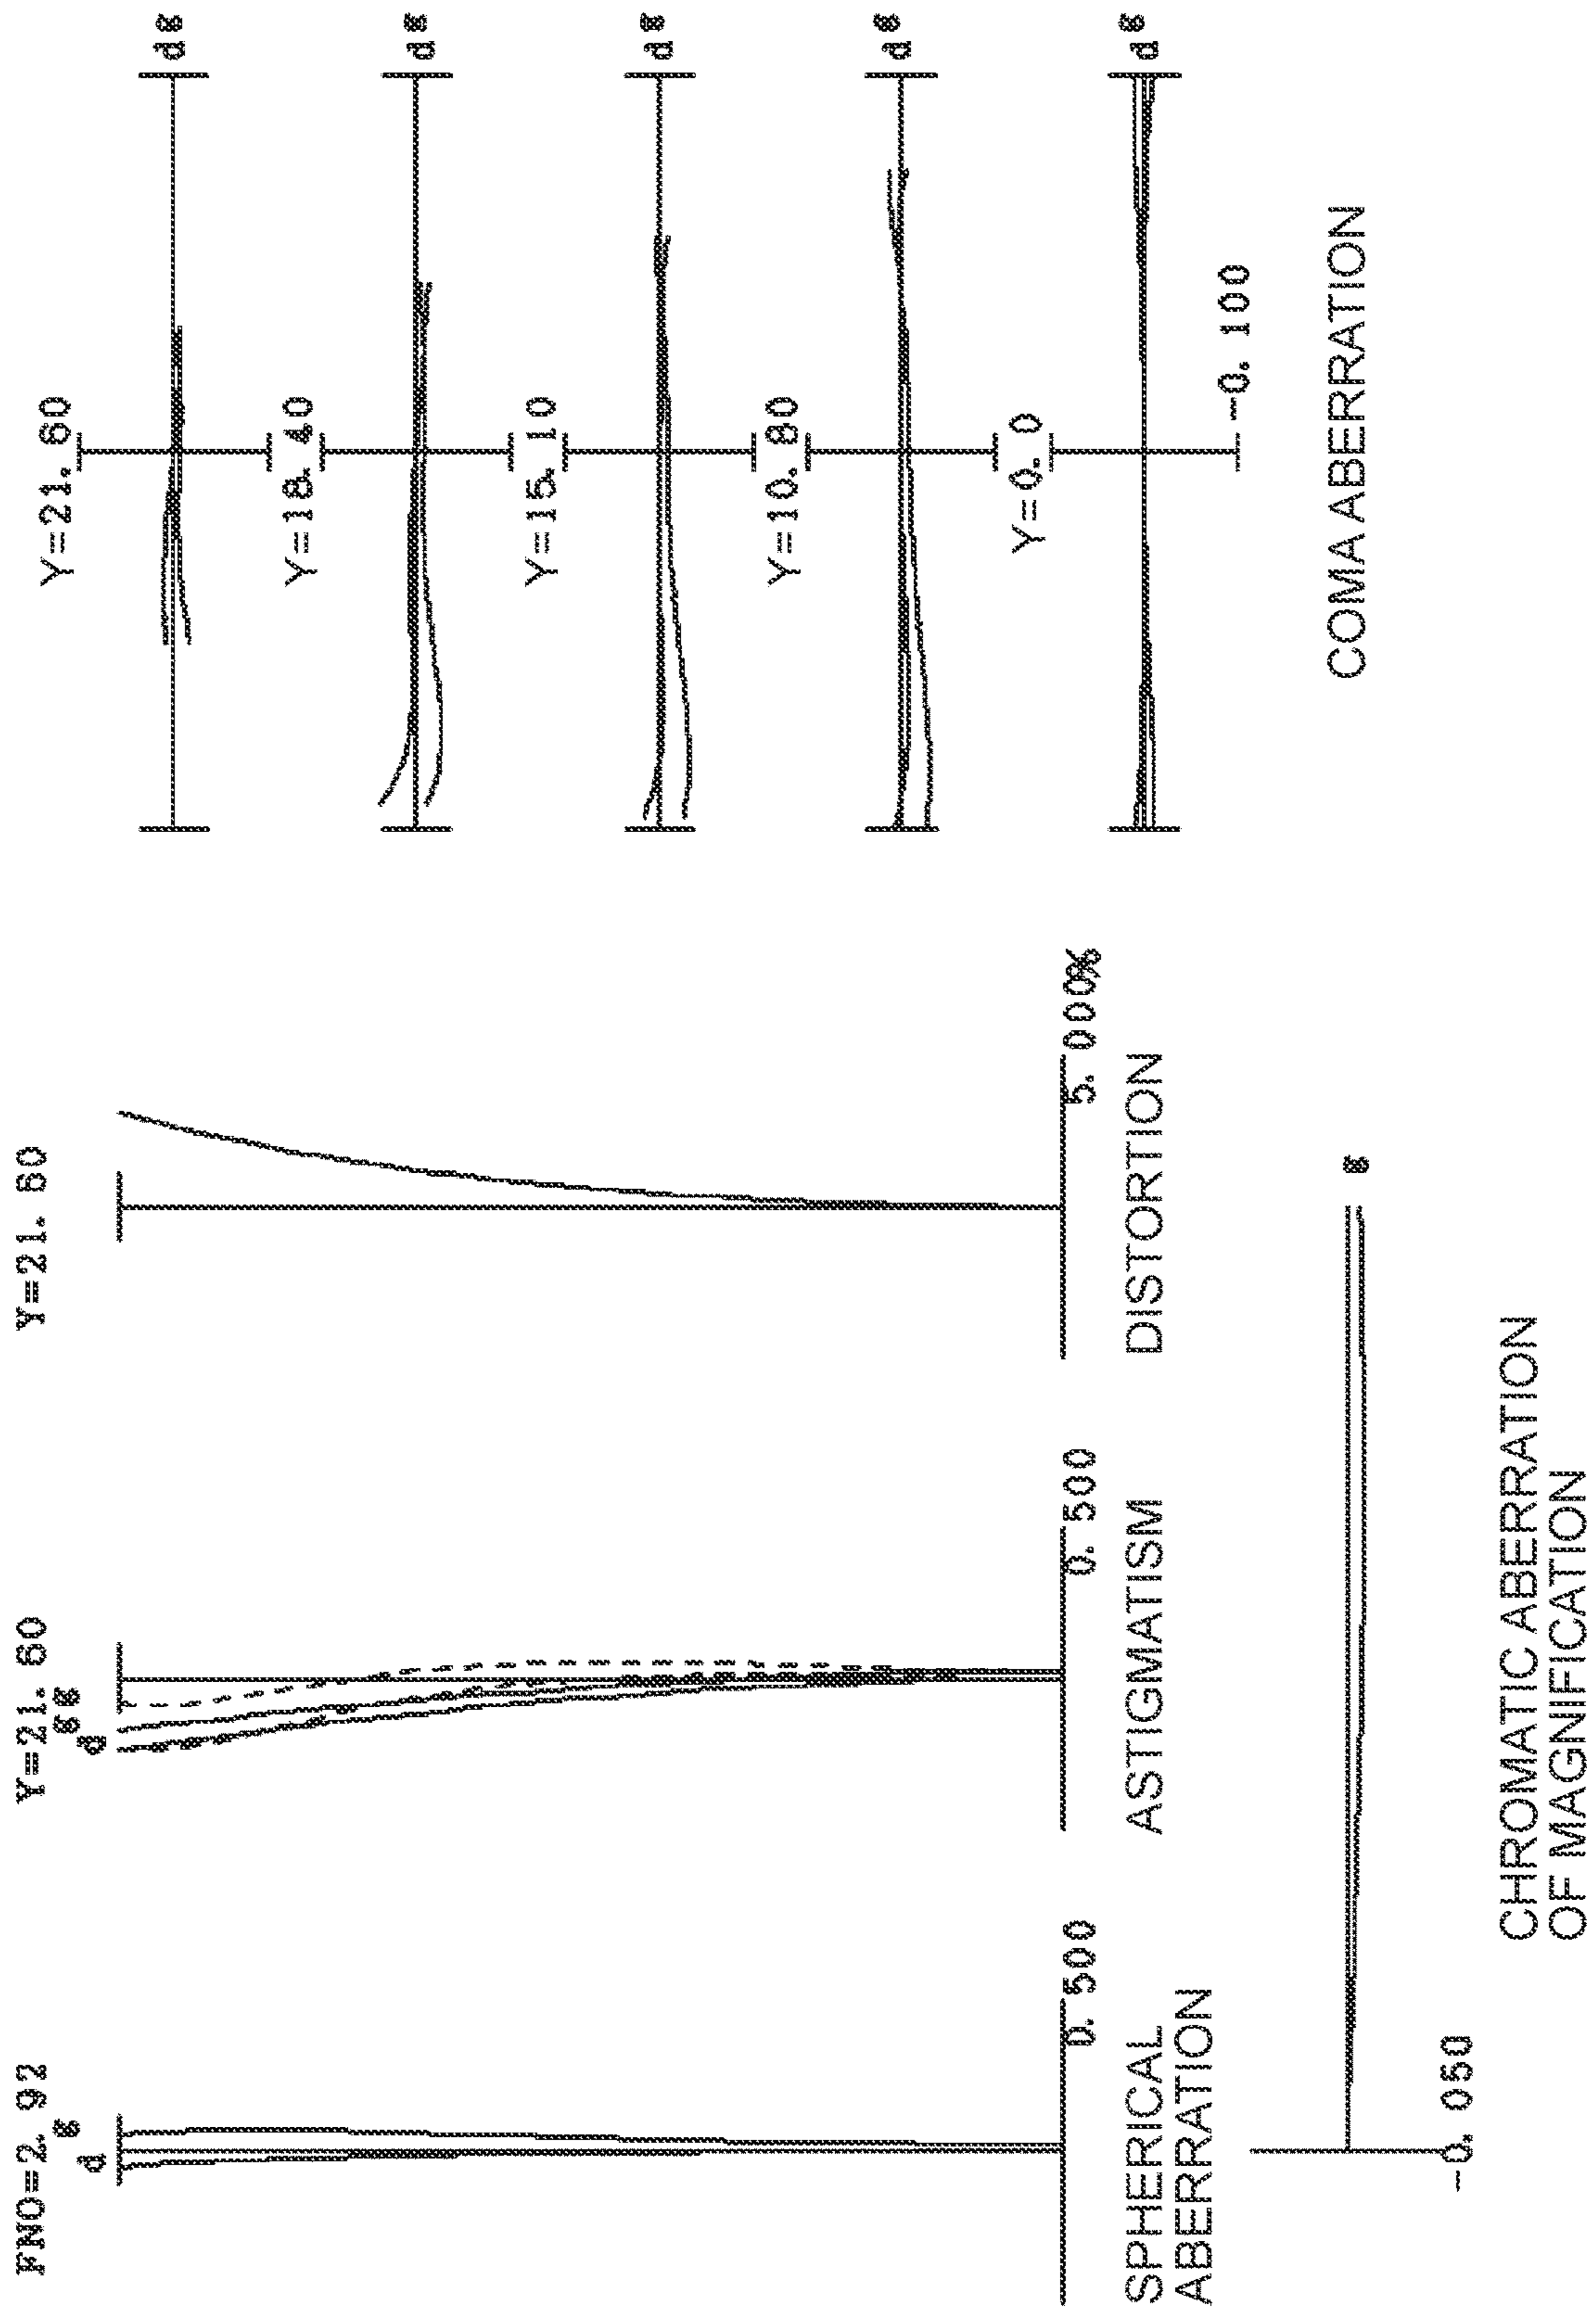 FNO=2. 92
d
g
0. 500
SPHERICAL
ABERRATION
Y=21. 60
g
g
d
d
0. 500
ASTIGMATISM
Y=21. 60
5. 000%
DISTORTION
Y=21. 60
d g
Y=18. 40
d g
Y=15. 10
d g
Y=10. 80
d g
Y=0. 0
d g
-0. 100
COMA ABERRATION
g
-0. 050
CHROMATIC ABERRATION
OF MAGNIFICATION